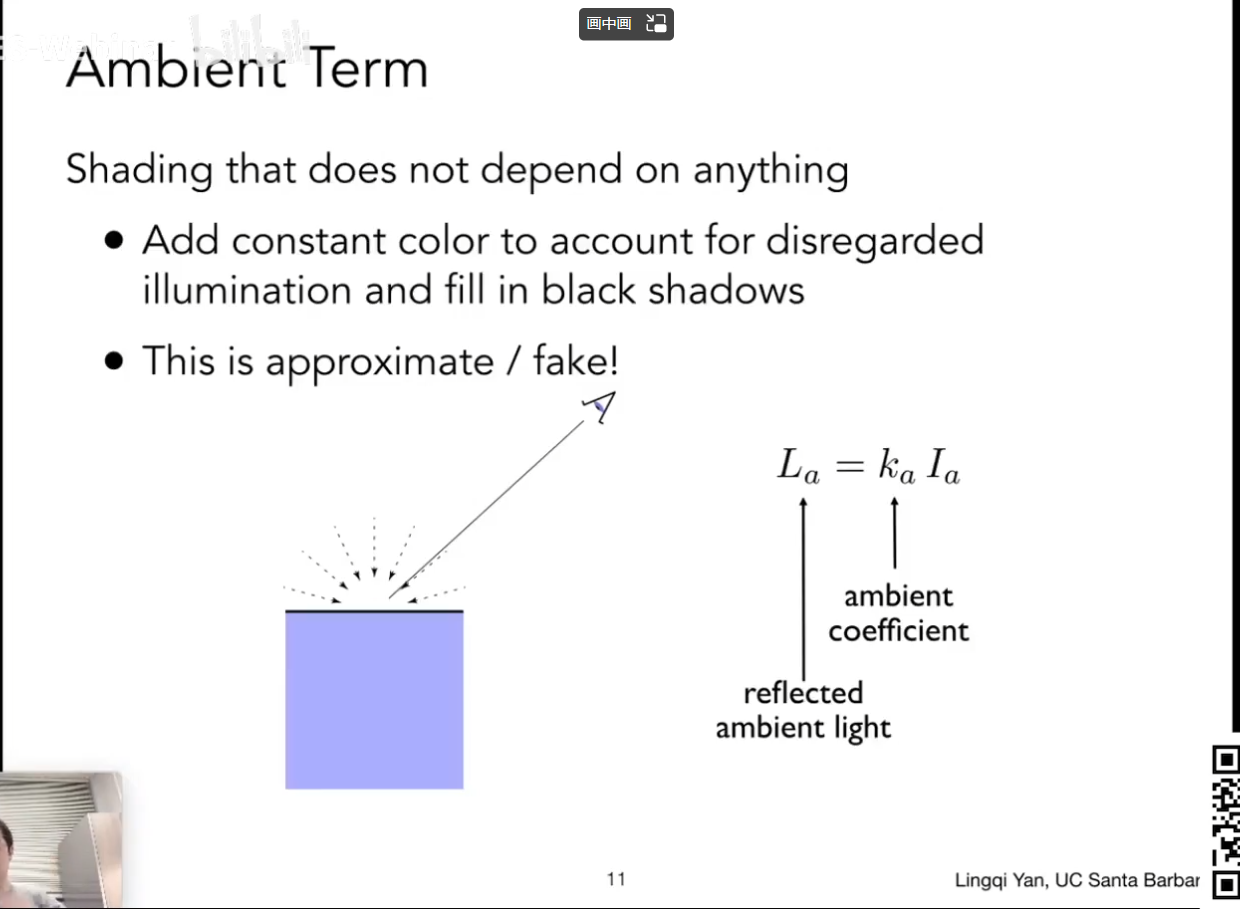 画中画
bilibili
Ambient Term
Shading that does not depend on anything
● Add constant color to account for disregarded
illumination and fill in black shadows
● This is approximate / fake!
L_a = k_a I_a
ambient
coefficient
reflected
ambient light
11
Lingqi Yan, UC Santa Barbar